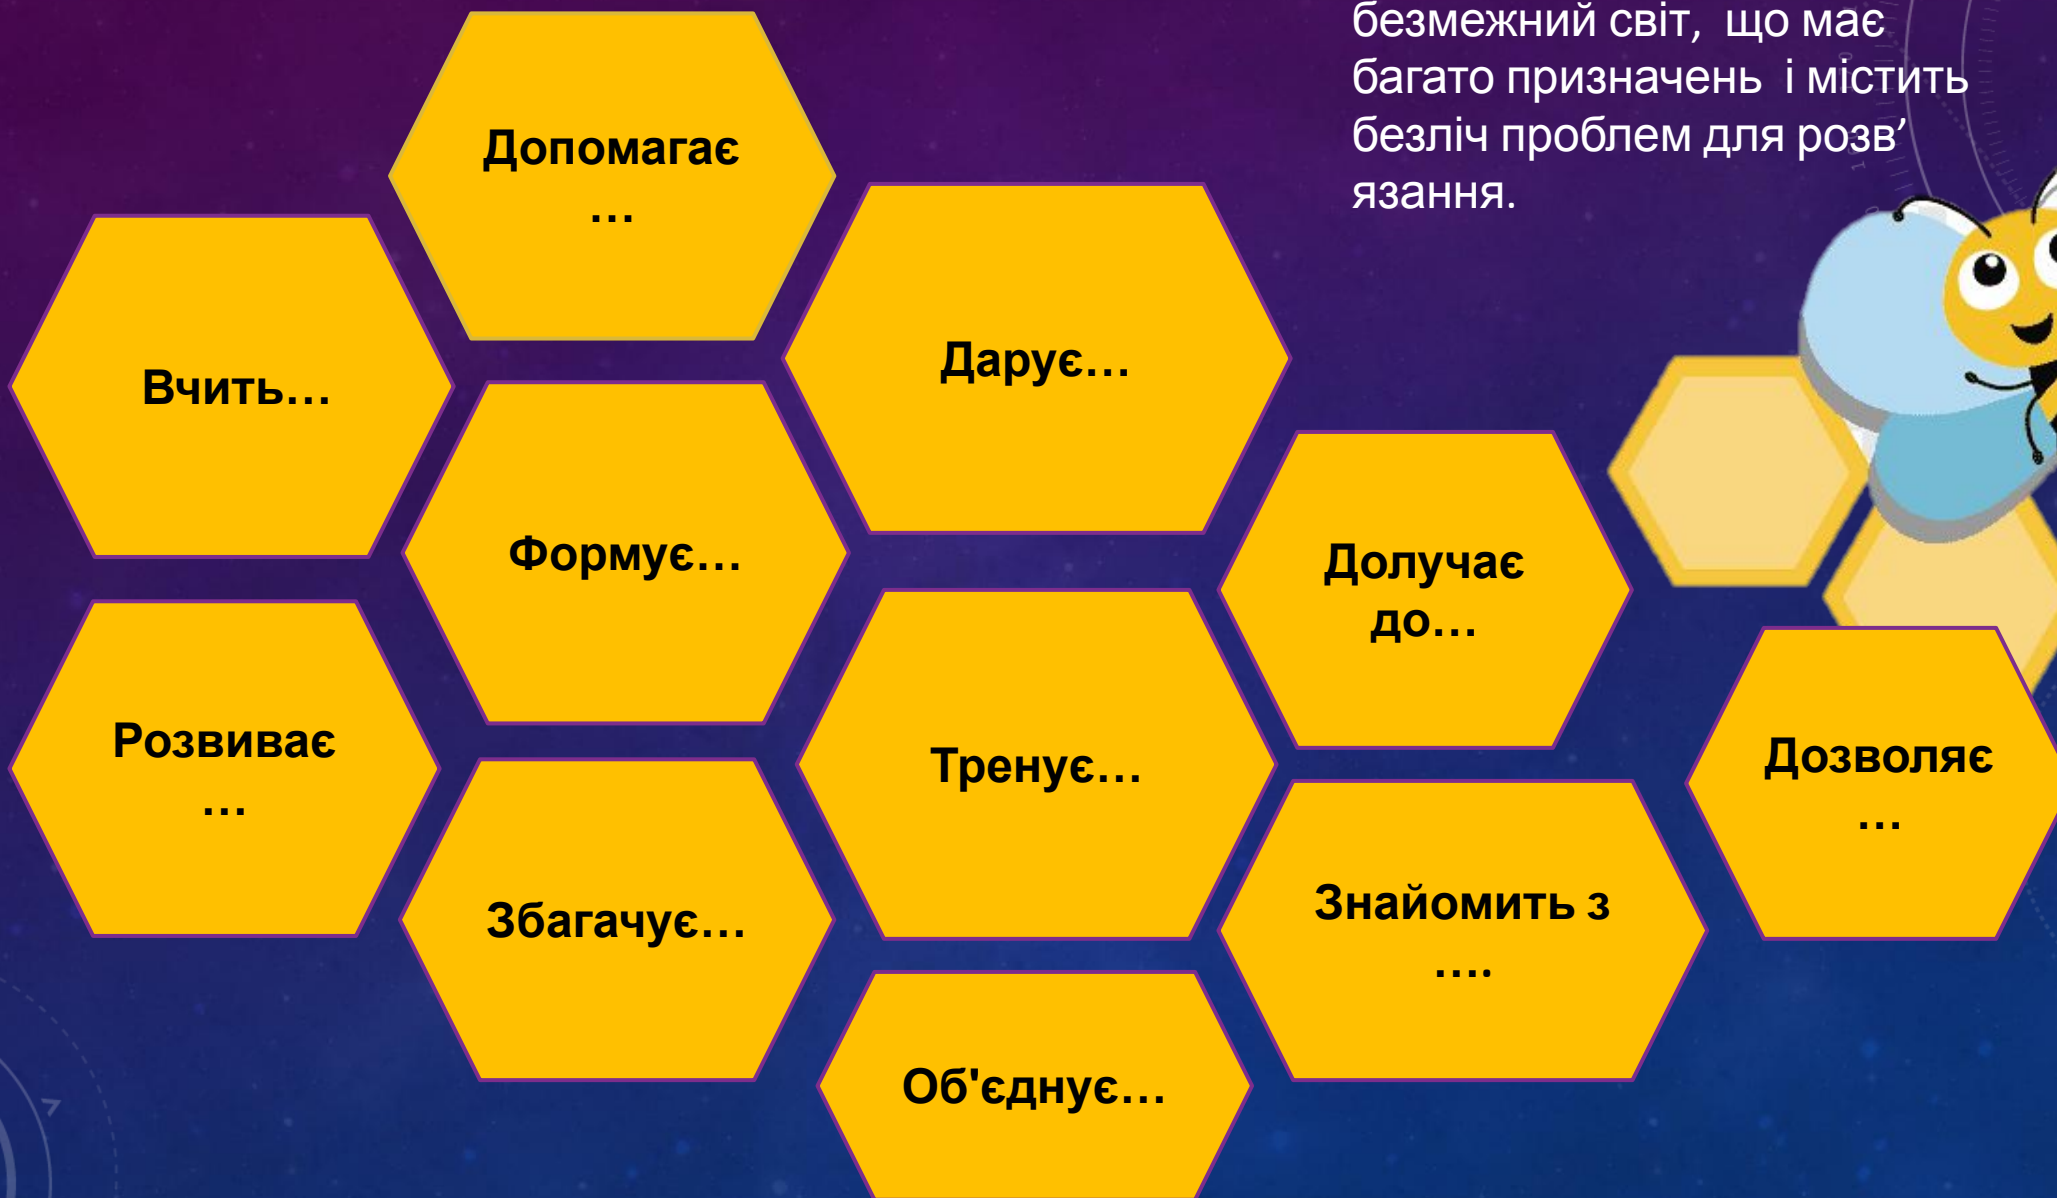 безмежний світ, що має
багато призначень і містить
безліч проблем для розв’
язання.
Допомагає
…
Вчить…
Дарує…
Формує…
Долучає
до…
Розвиває
…
Тренує…
Дозволяє
…
Збагачує…
Знайомить з
….
Об'єднує…